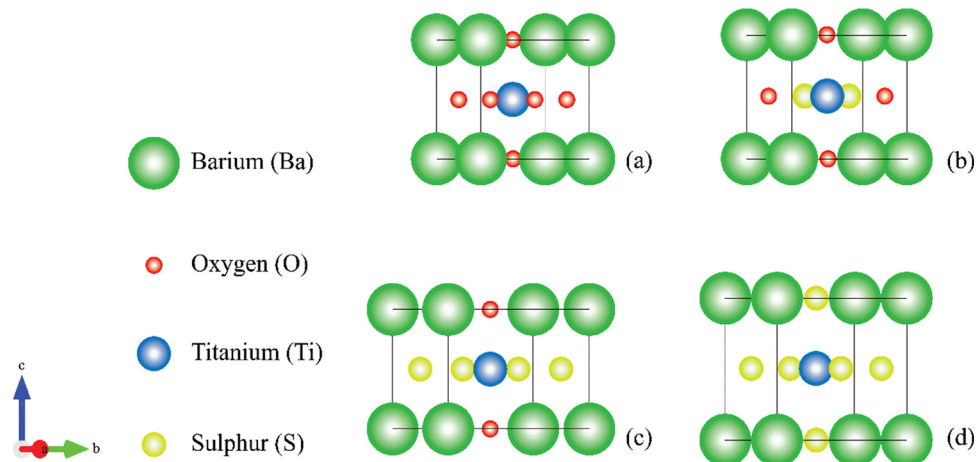 (a)
(b)
Barium (Ba)
Oxygen (O)
Titanium (Ti)
Sulphur (S)
c
a
b
(c)
(d)